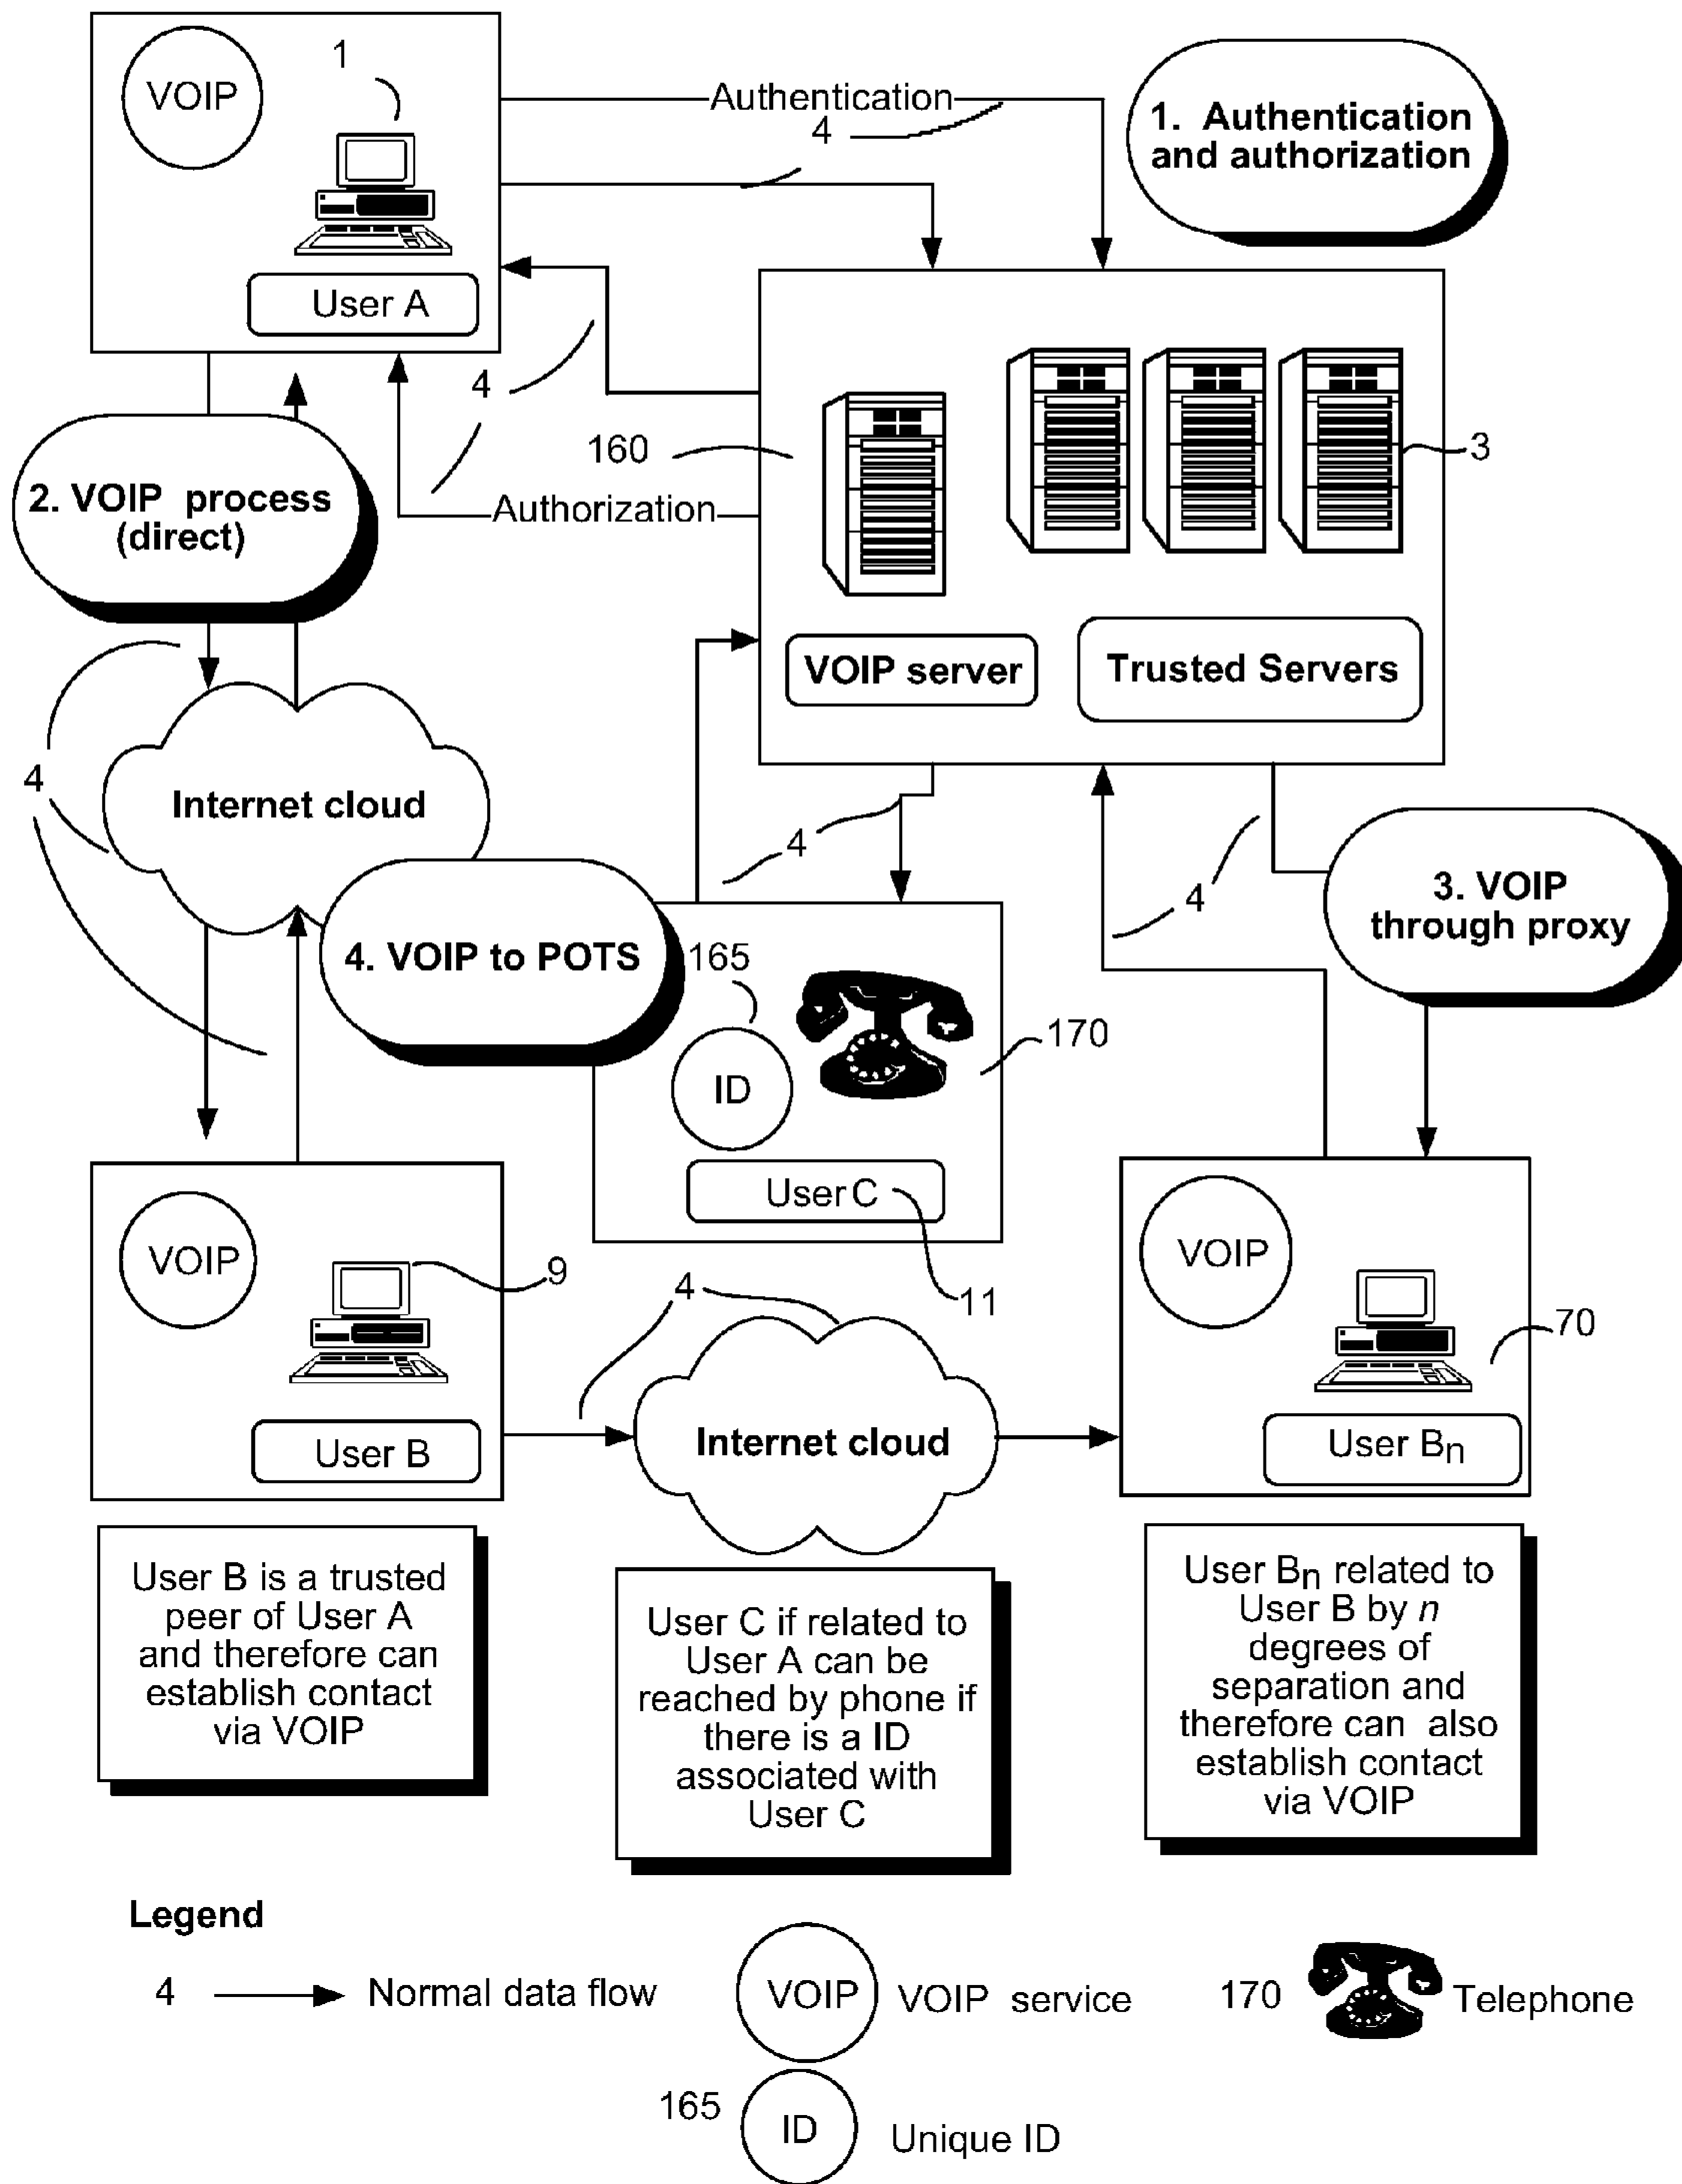 VOIP
1
User A
Authentication
4
4
1. Authentication
and authorization
4
160
3
Authorization
2. VOIP process
(direct)
VOIP server
Trusted Servers
4
Internet cloud
4
4
3. VOIP
through proxy
4. VOIP to POTS
165
ID
170
User C
11
VOIP
9
User B
4
Internet cloud
VOIP
70
User Bn
User B is a trusted
peer of User A
and therefore can
establish contact
via VOIP
User C if related to
User A can be
reached by phone if
there is a ID
associated with
User C
User Bn related to
User B by n
degrees of
separation and
therefore can also
establish contact
via VOIP
Legend
4
Normal data flow
VOIP
VOIP service
170
Telephone
165
ID
Unique ID